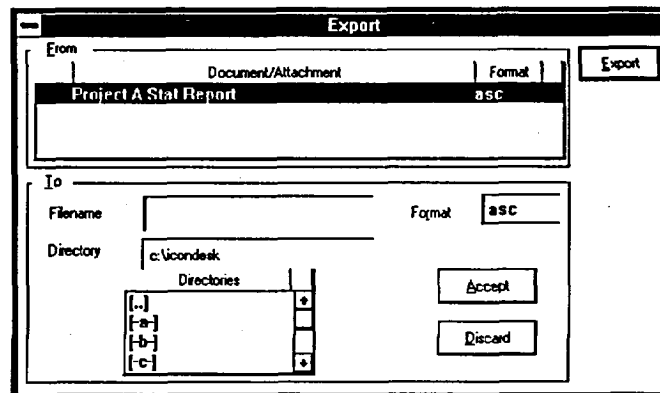 Export
From
Export
Document/Attachment Format
Project A Stat Report asc
To
Filename Format asc
Directory c:\icondesk
Directories
[..]
[-a-]
[-b-]
[-c-]
Accept
Discard